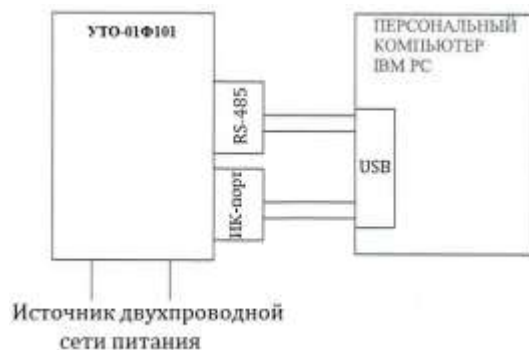 УТО-01Ф101
ПЕРСОНАЛЬНЫЙ
КОМПЬЮТЕР
IBM PC
RS-485
USB
ИК-порт
Источник двухпроводной
сети питания